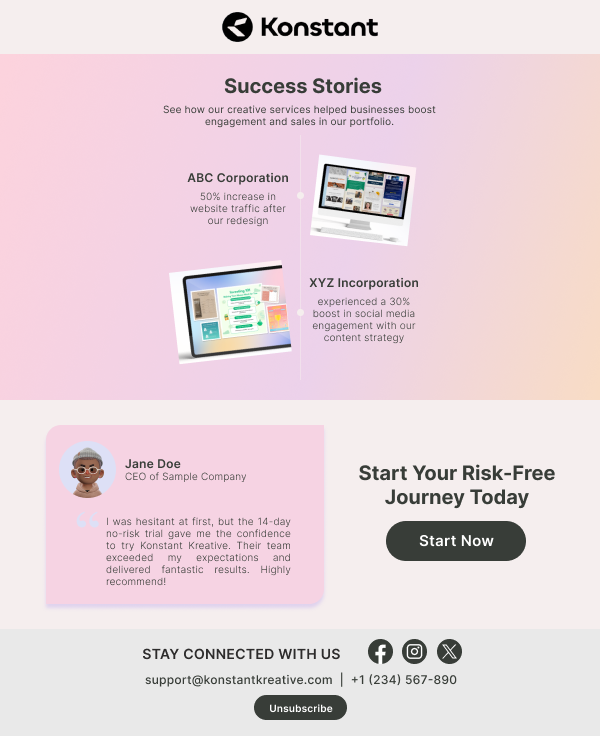 Konstant
Success Stories
See how our creative services helped businesses boost
engagement and sales in our portfolio.
ABC Corporation
50% increase in
website traffic after
our redesign
XYZ Incorporation
experienced a 30%
boost in social media
engagement with our
content strategy
Jane Doe
CEO of Sample Company
“
I was hesitant at first, but the 14-day
no-risk trial gave me the confidence
to try Konstant Kreative. Their team
exceeded my expectations and
delivered fantastic results. Highly
recommend!
Start Your Risk-Free
Journey Today
Start Now
STAY CONNECTED WITH US
support@konstantkreative.com | +1 (234) 567-890
Unsubscribe